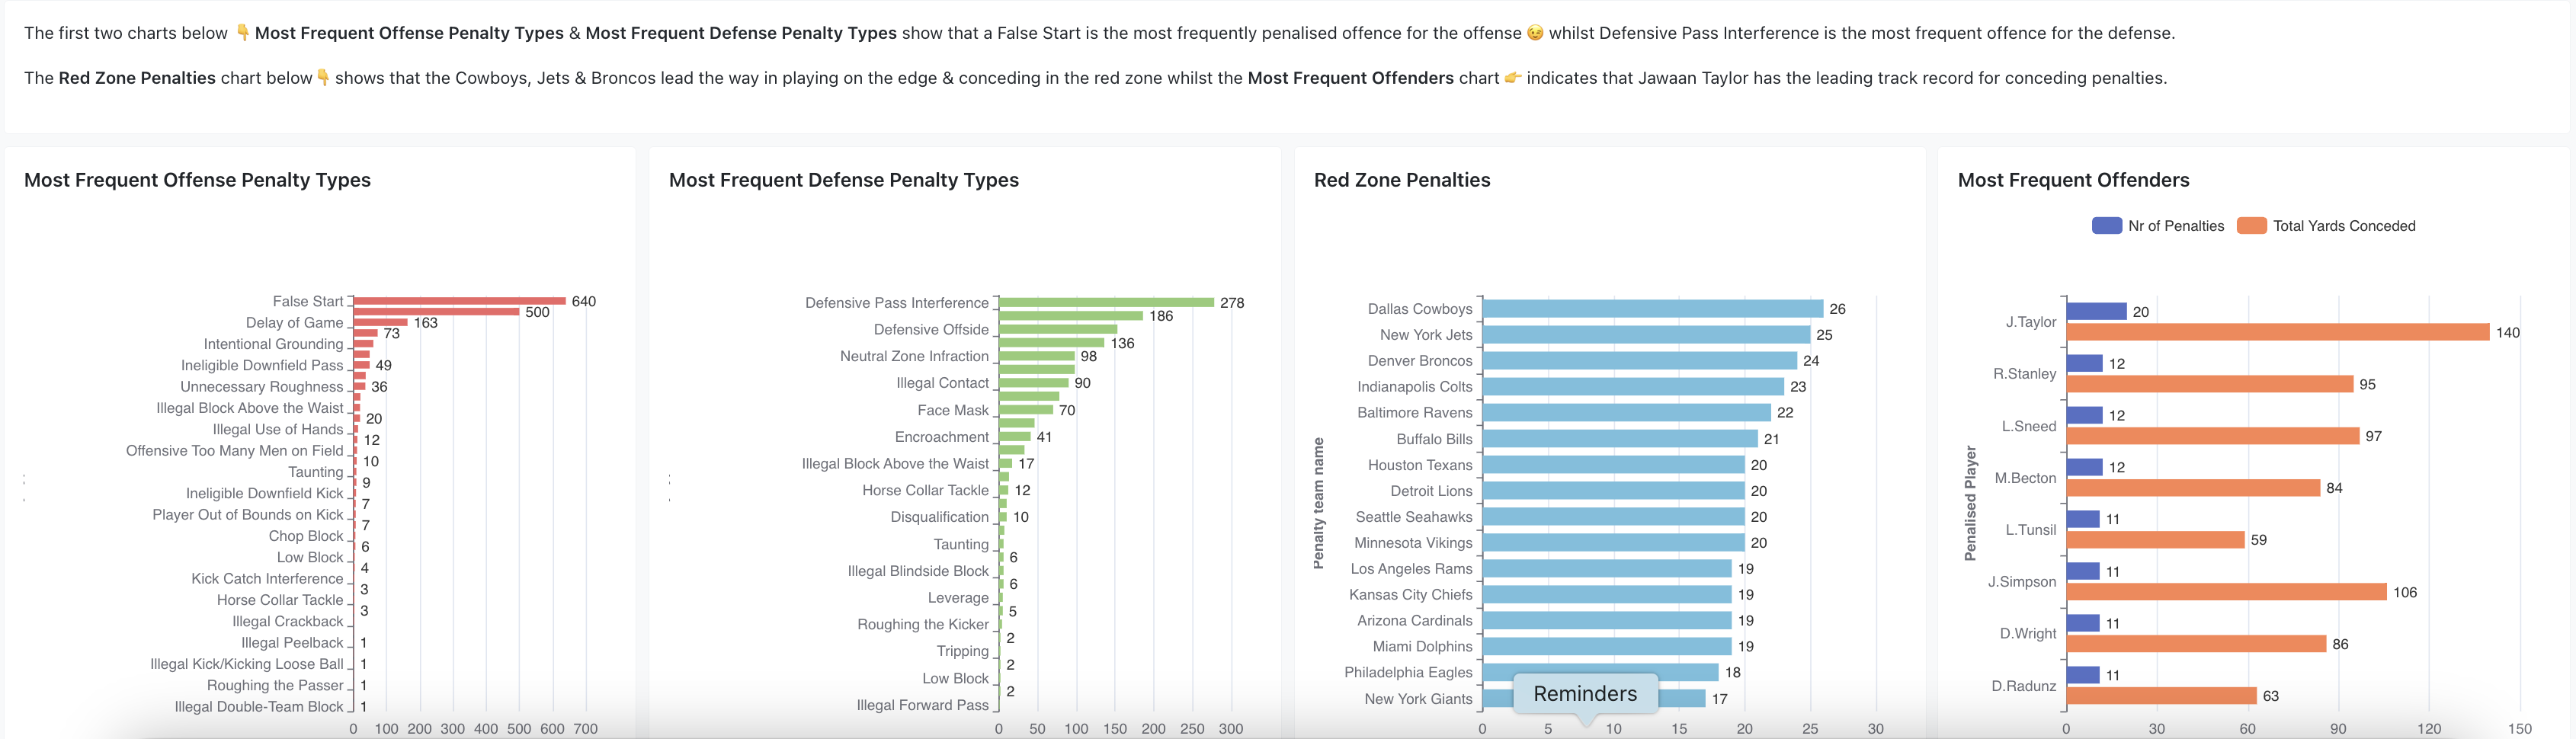 The first two charts below 👇 Most Frequent Offense Penalty Types & Most Frequent Defense Penalty Types show that a False Start is the most frequently penalised offence for the offense 😉 whilst Defensive Pass Interference is the most frequent offence for the defense.
The Red Zone Penalties chart below 👇 shows that the Cowboys, Jets & Broncos lead the way in playing on the edge & conceding in the red zone whilst the Most Frequent Offenders chart 👉 indicates that Jawaan Taylor has the leading track record for conceding penalties.
Most Frequent Offense Penalty Types
False Start 640
500
Delay of Game 163
73
Intentional Grounding
Ineligible Downfield Pass 49
Unnecessary Roughness 36
Illegal Block Above the Waist
20
Illegal Use of Hands
12
Offensive Too Many Men on Field
10
Taunting
9
Ineligible Downfield Kick
7
Player Out of Bounds on Kick
7
Chop Block
6
Low Block
4
Kick Catch Interference
3
Horse Collar Tackle
3
Illegal Crackback
Illegal Peelback 1
Illegal Kick/Kicking Loose Ball 1
Roughing the Passer 1
Illegal Double-Team Block 1
0 100 200 300 400 500 600 700
Most Frequent Defense Penalty Types
Defensive Pass Interference 278
186
Defensive Offside
136
Neutral Zone Infraction 98
Illegal Contact 90
Face Mask 70
Encroachment 41
Illegal Block Above the Waist 17
Horse Collar Tackle 12
Disqualification 10
Taunting
6
Illegal Blindside Block
6
Leverage
5
Roughing the Kicker
2
Tripping
2
Low Block
2
Illegal Forward Pass
0 50 100 150 200 250 300
Red Zone Penalties
Penalty team name
Dallas Cowboys 26
New York Jets 25
Denver Broncos 24
Indianapolis Colts 23
Baltimore Ravens 22
Buffalo Bills 21
Houston Texans 20
Detroit Lions 20
Seattle Seahawks 20
Minnesota Vikings 20
Los Angeles Rams 19
Kansas City Chiefs 19
Arizona Cardinals 19
Miami Dolphins 19
Philadelphia Eagles 18
New York Giants 17
Reminders
0 5 10 15 20 25 30
Most Frequent Offenders
Nr of Penalties Total Yards Conceded
Penalised Player
J.Taylor 20 140
R.Stanley 12 95
L.Sneed 12 97
M.Becton 12 84
L.Tunsil 11 59
J.Simpson 11 106
D.Wright 11 86
D.Radunz 11 63
0 30 60 90 120 150